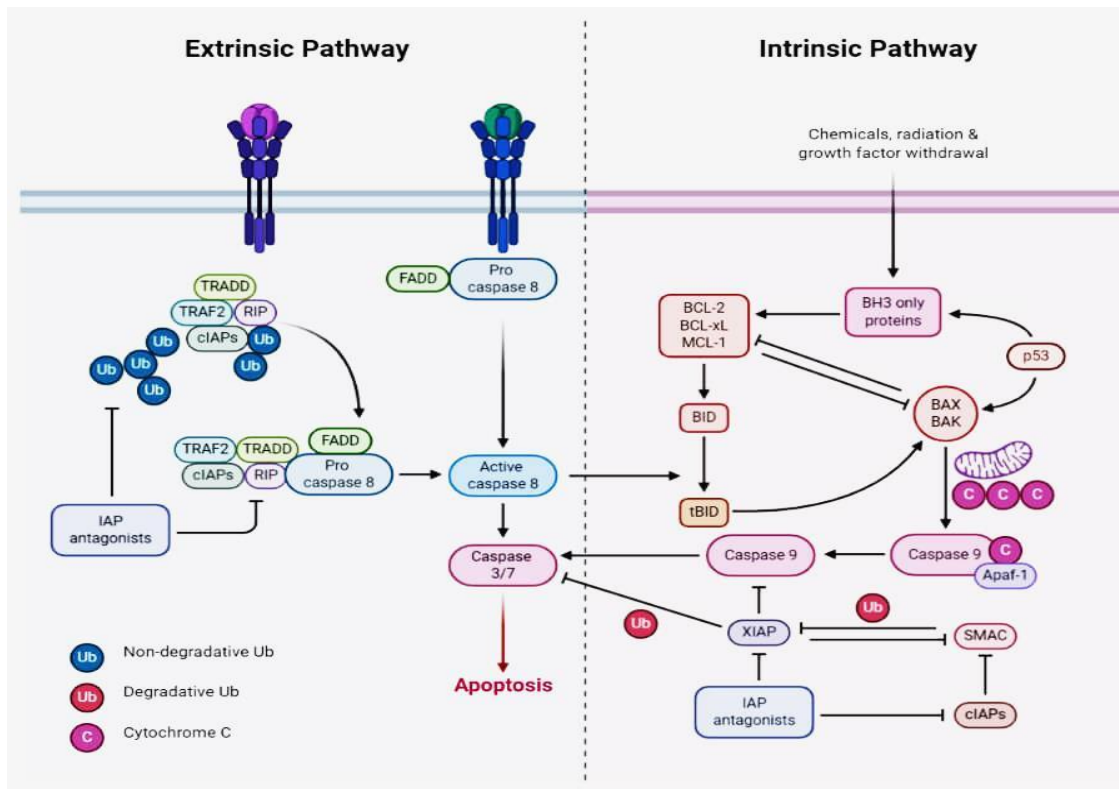 Extrinsic Pathway
Intrinsic Pathway
Chemicals, radiation &
growth factor withdrawal
FADD
Pro
caspase 8
TRADD
TRAF2
RIP
cIAPs
Ub
Ub
Ub
Ub
Ub
Ub
BCL-2
BCL-xL
MCL-1
BH3 only
proteins
p53
BID
BAX
BAK
TRAF2
TRADD
FADD
cIAPs
RIP
Pro
caspase 8
Active
caspase 8
tBID
C
C
C
IAP
antagonists
Caspase
3/7
Caspase 9
Caspase 9
C
Apaf-1
Ub
Ub
XIAP
SMAC
Ub
Non-degradative Ub
Ub
Degradative Ub
C
Cytochrome C
Apoptosis
IAP
antagonists
cIAPs